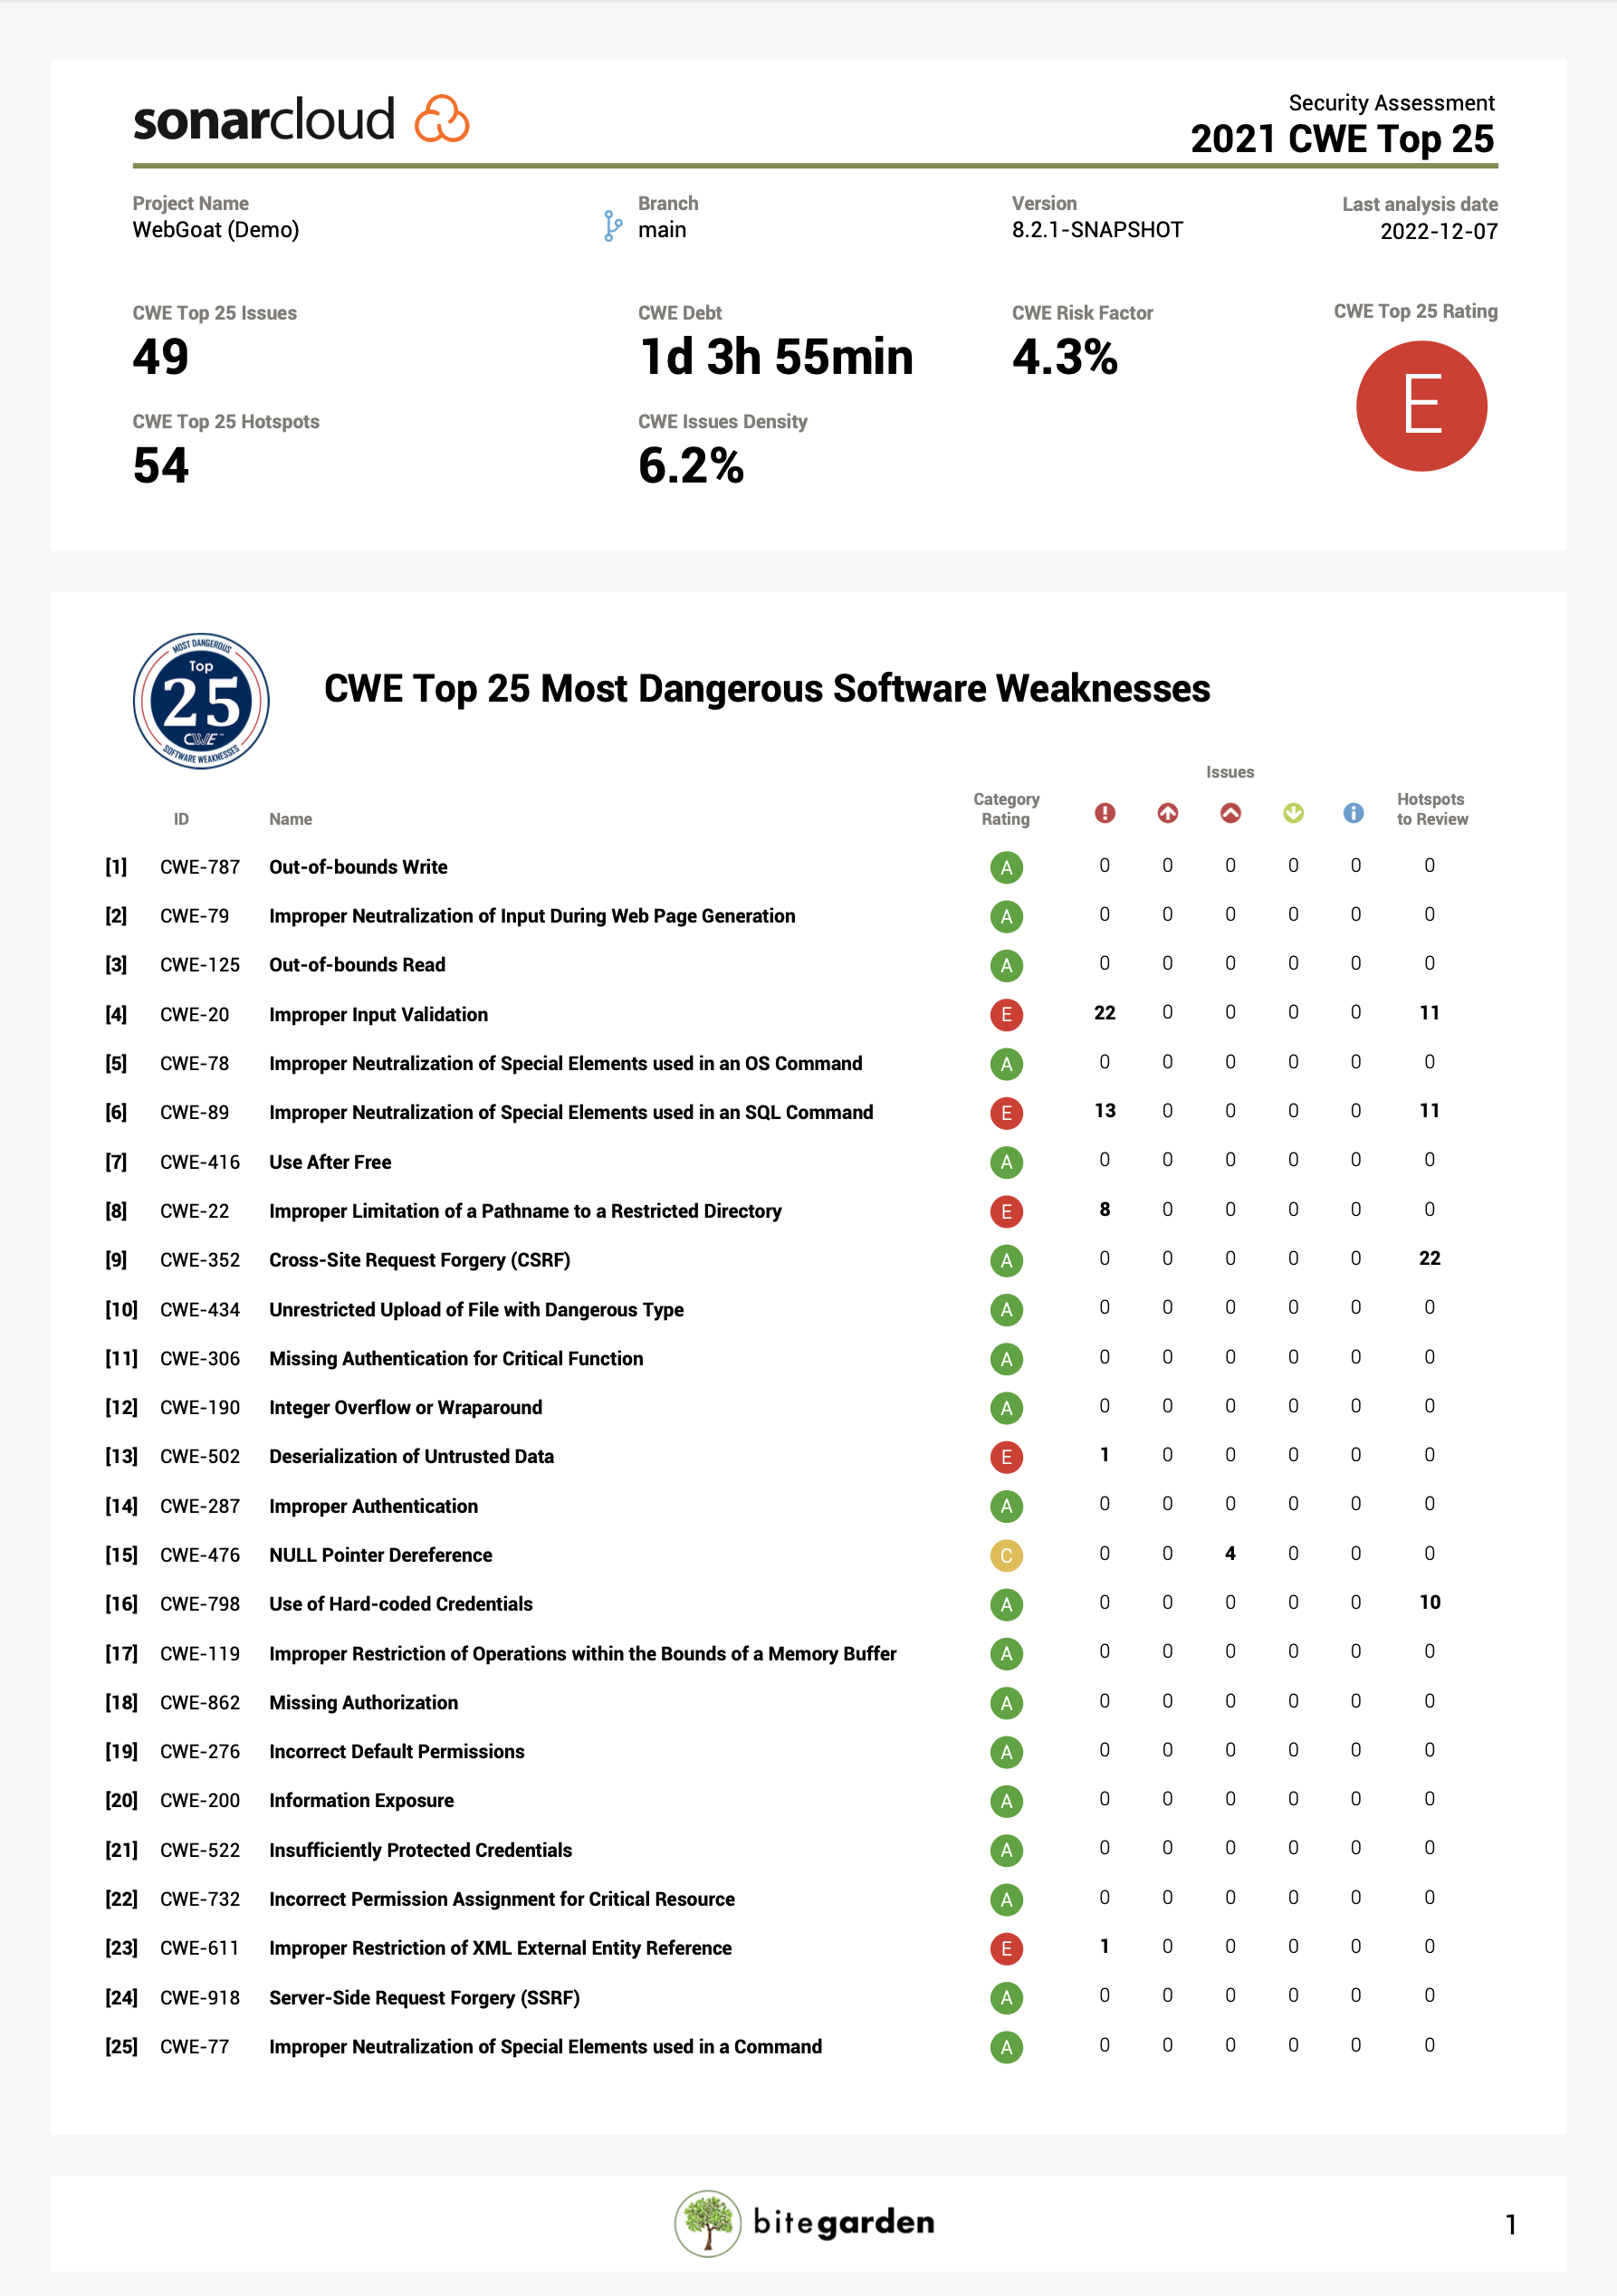 sonarcloud
Security Assessment
2021 CWE Top 25
Project Name
WebGoat (Demo)
Branch
main
Version
8.2.1-SNAPSHOT
Last analysis date
2022-12-07
CWE Top 25 Issues
49
CWE Debt
1d 3h 55min
CWE Risk Factor
4.3%
CWE Top 25 Rating
E
CWE Top 25 Hotspots
54
CWE Issues Density
6.2%
MOST DANGEROUS
Top
25
CWE
SOFTWARE WEAKNESSES
CWE Top 25 Most Dangerous Software Weaknesses
Issues
ID Name Category Rating Hotspots to Review
[1] CWE-787 Out-of-bounds Write A 0 0 0 0 0 0
[2] CWE-79 Improper Neutralization of Input During Web Page Generation A 0 0 0 0 0 0
[3] CWE-125 Out-of-bounds Read A 0 0 0 0 0 0
[4] CWE-20 Improper Input Validation E 22 0 0 0 0 11
[5] CWE-78 Improper Neutralization of Special Elements used in an OS Command A 0 0 0 0 0 0
[6] CWE-89 Improper Neutralization of Special Elements used in an SQL Command E 13 0 0 0 0 11
[7] CWE-416 Use After Free A 0 0 0 0 0 0
[8] CWE-22 Improper Limitation of a Pathname to a Restricted Directory E 8 0 0 0 0 0
[9] CWE-352 Cross-Site Request Forgery (CSRF) A 0 0 0 0 0 22
[10] CWE-434 Unrestricted Upload of File with Dangerous Type A 0 0 0 0 0 0
[11] CWE-306 Missing Authentication for Critical Function A 0 0 0 0 0 0
[12] CWE-190 Integer Overflow or Wraparound A 0 0 0 0 0 0
[13] CWE-502 Deserialization of Untrusted Data E 1 0 0 0 0 0
[14] CWE-287 Improper Authentication A 0 0 0 0 0 0
[15] CWE-476 NULL Pointer Dereference C 0 0 4 0 0 0
[16] CWE-798 Use of Hard-coded Credentials A 0 0 0 0 0 10
[17] CWE-119 Improper Restriction of Operations within the Bounds of a Memory Buffer A 0 0 0 0 0 0
[18] CWE-862 Missing Authorization A 0 0 0 0 0 0
[19] CWE-276 Incorrect Default Permissions A 0 0 0 0 0 0
[20] CWE-200 Information Exposure A 0 0 0 0 0 0
[21] CWE-522 Insufficiently Protected Credentials A 0 0 0 0 0 0
[22] CWE-732 Incorrect Permission Assignment for Critical Resource A 0 0 0 0 0 0
[23] CWE-611 Improper Restriction of XML External Entity Reference E 1 0 0 0 0 0
[24] CWE-918 Server-Side Request Forgery (SSRF) A 0 0 0 0 0 0
[25] CWE-77 Improper Neutralization of Special Elements used in a Command A 0 0 0 0 0 0
bitegarden
1